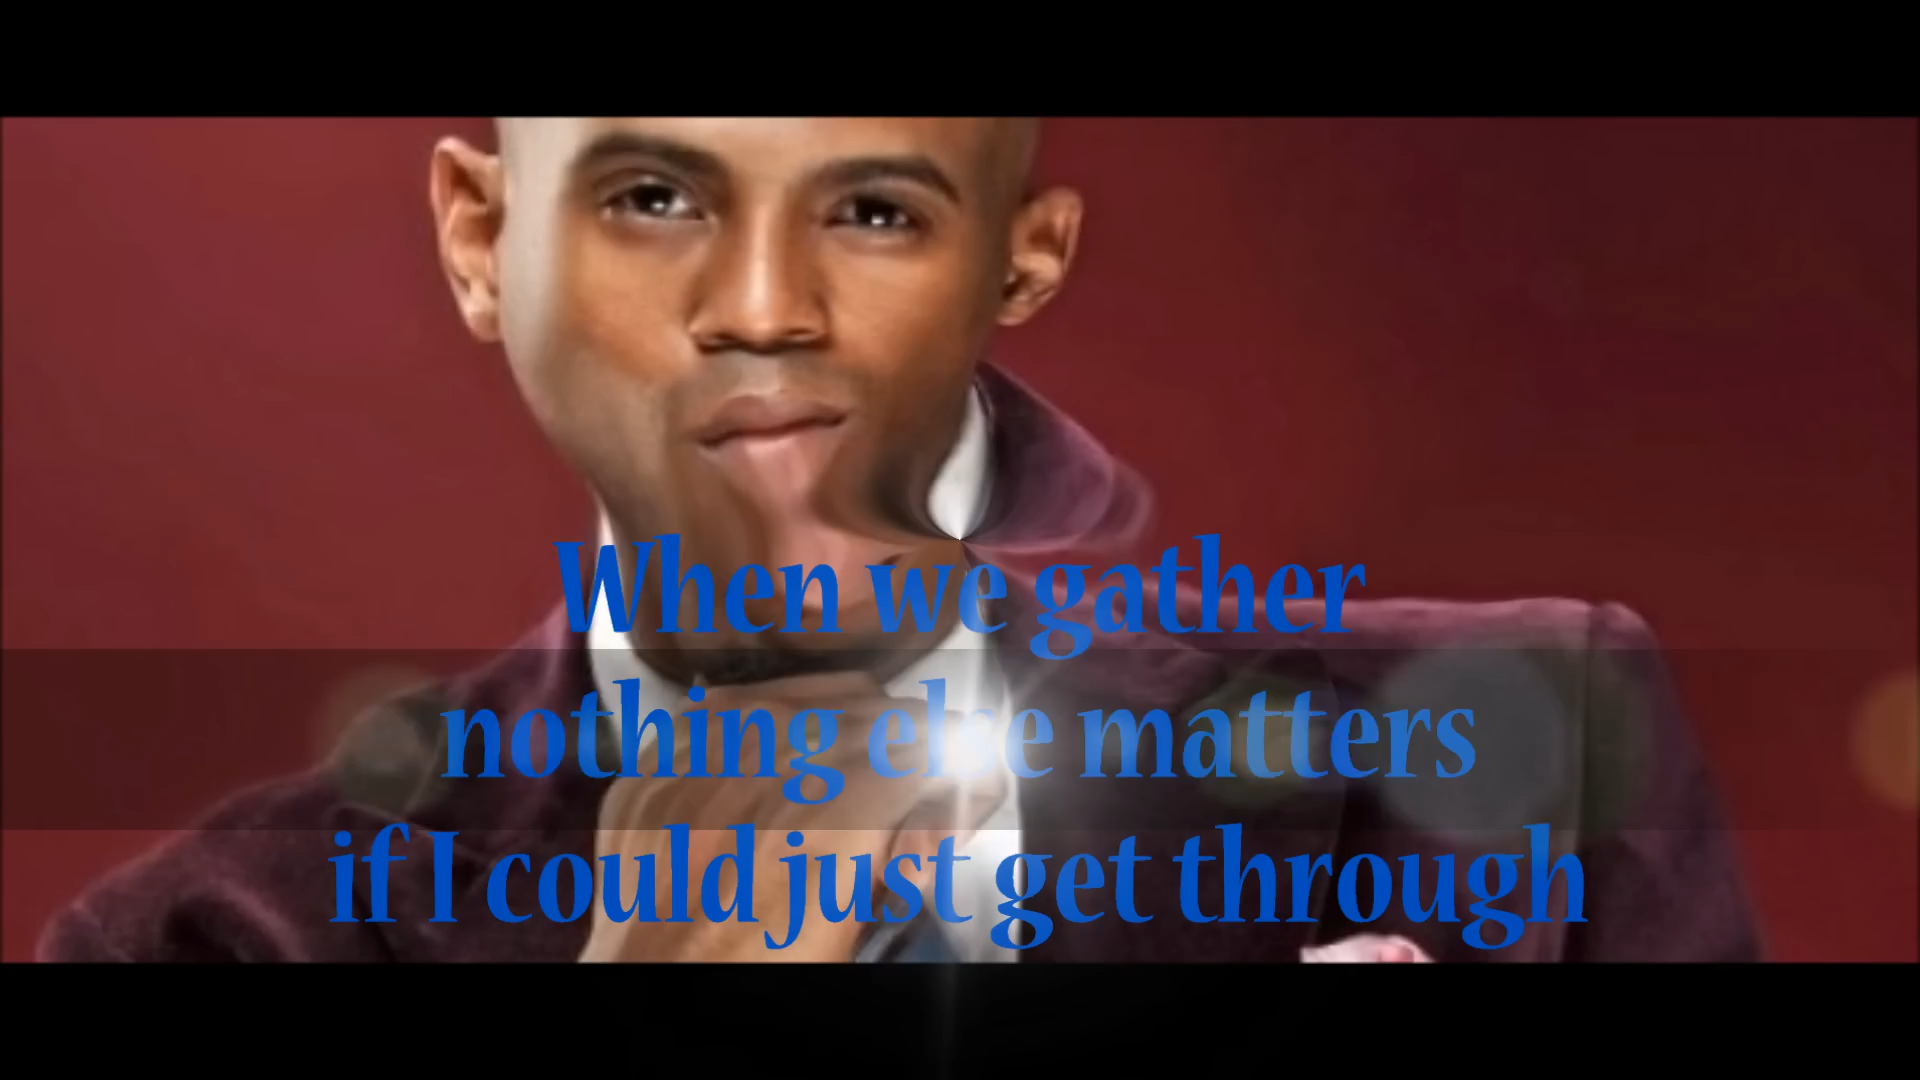 When we gather
nothing else matters
if I could just get through